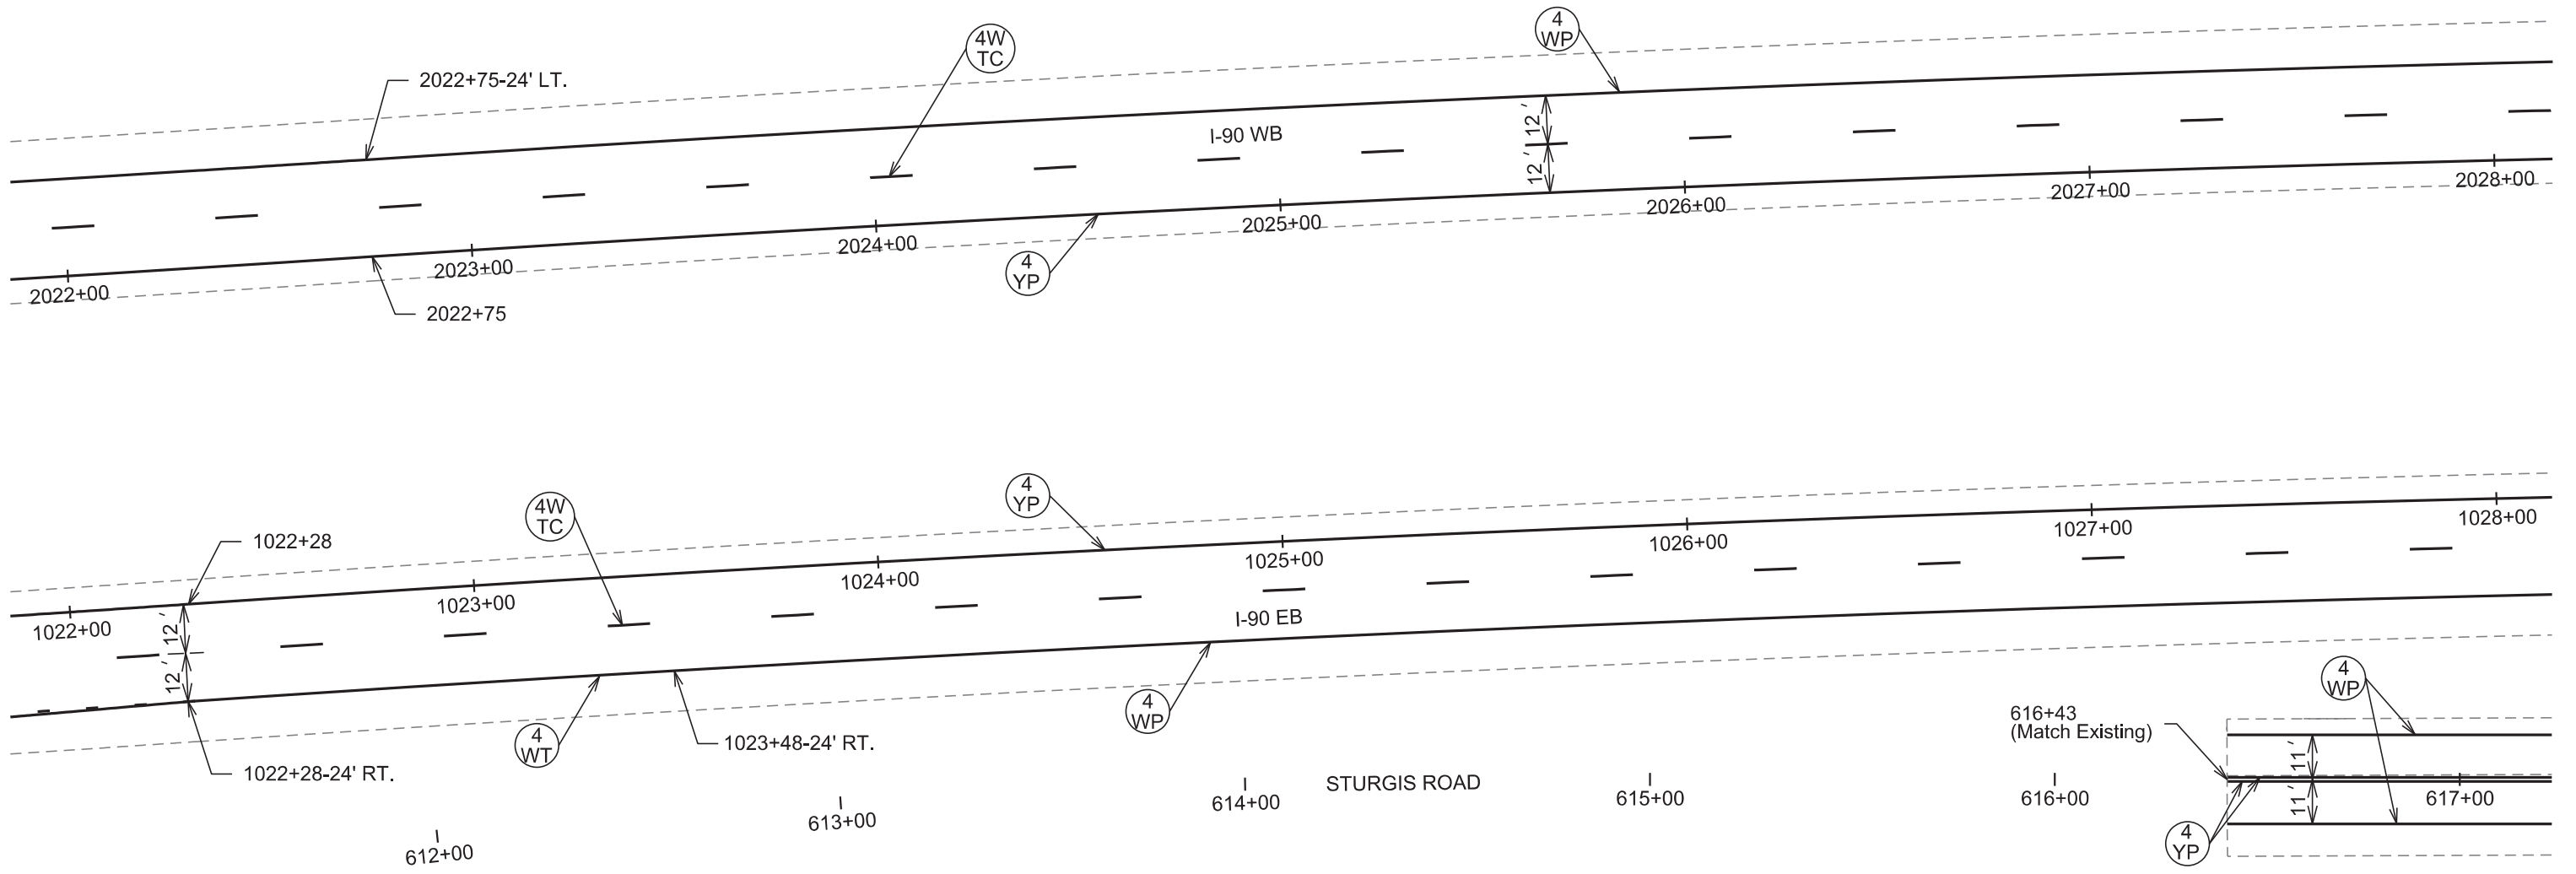 4W
TC
4
WP
2022+75-24' LT.
I-90 WB
12'
12'
2022+00
2023+00
2024+00
2025+00
2026+00
2027+00
2028+00
4
YP
2022+75
4W
TC
4
YP
1022+28
1022+00
1023+00
1024+00
1025+00
1026+00
1027+00
1028+00
12'
12'
I-90 EB
4
WT
1023+48-24' RT.
4
WP
1022+28-24' RT.
4
WP
616+43
(Match Existing)
11'
11'
STURGIS ROAD
612+00
613+00
614+00
615+00
616+00
617+00
4
YP